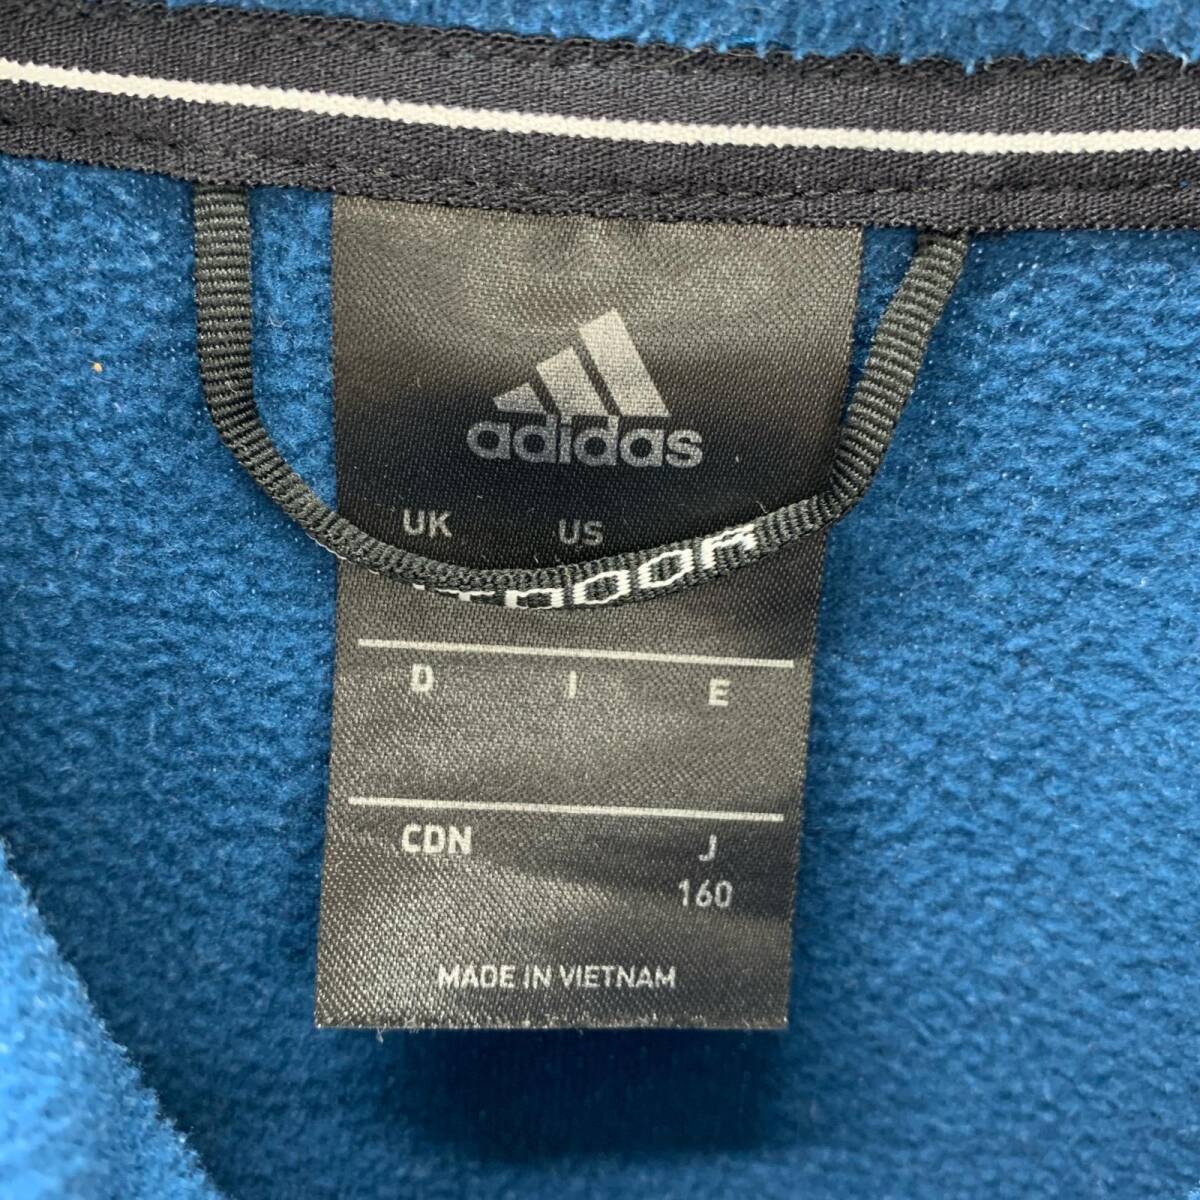 adidas
UK US
D I E
CDN J
160
MADE IN VIETNAM